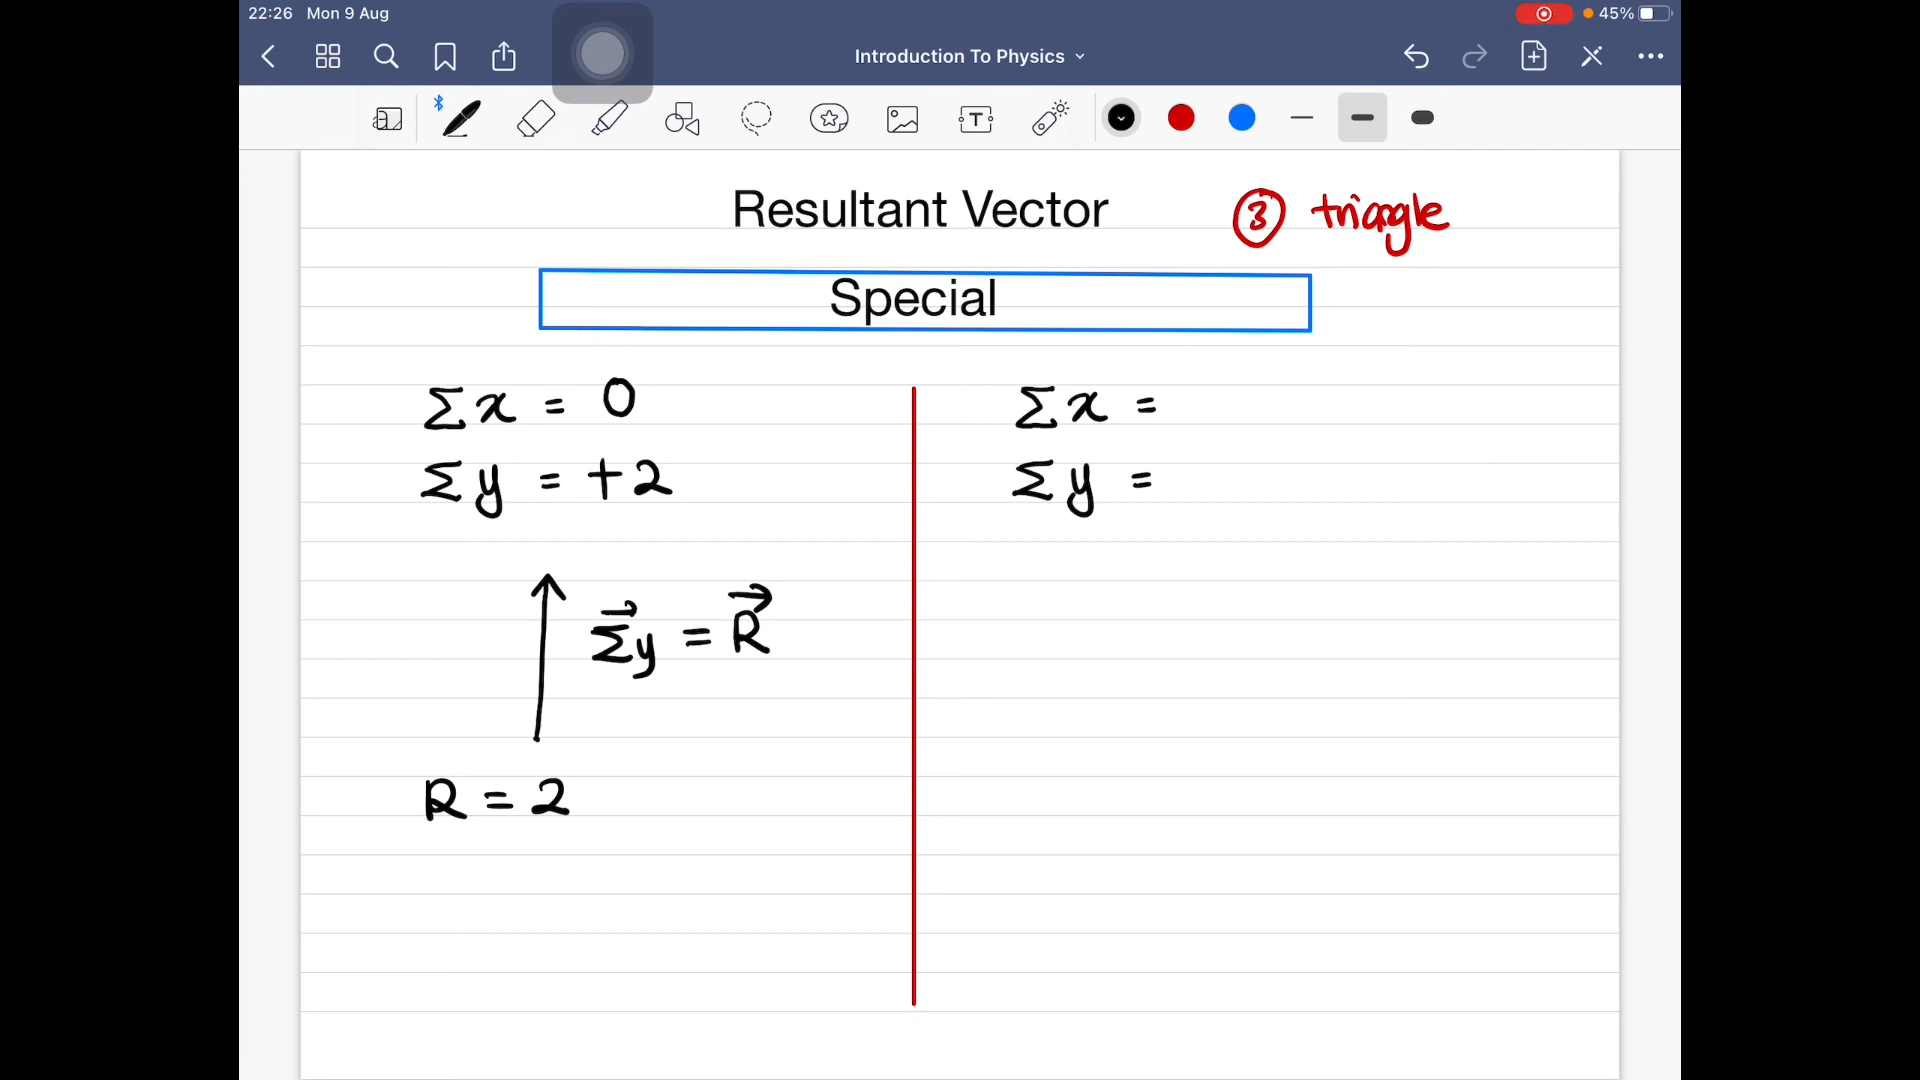 22:26 Mon 9 Aug 45%
Introduction To Physics
T
Resultant Vector
③ triangle
Special
Σx = 0
Σy = +2
Σ⃗y = R⃗
R = 2
Σx =
Σy =